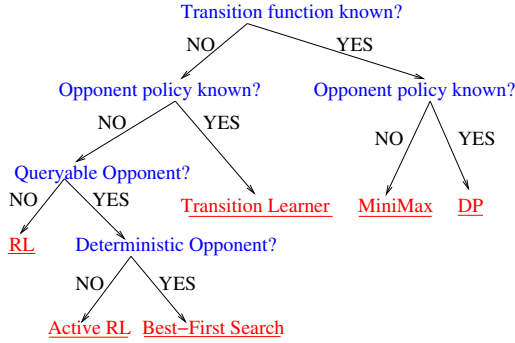 Transition function known?
NO YES
Opponent policy known? Opponent policy known?
NO YES NO YES
Queryable Opponent?
NO YES Transition Learner MiniMax DP
RL Deterministic Opponent?
NO YES
Active RL Best−First Search